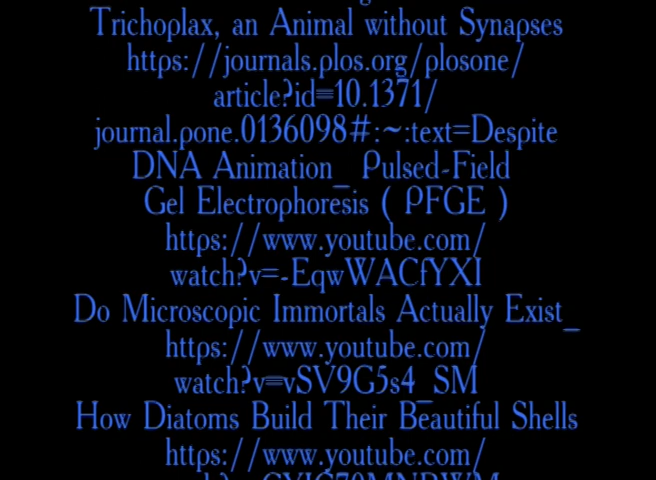 Trichoplax, an Animal without Synapses
https://journals.plos.org/plosone/
article?id=10.1371/
journal.pone.0136098#:~:text=Despite
DNA Animation_ Pulsed-Field
Gel Electrophoresis ( PFGE )
https://www.youtube.com/
watch?v=-EqwWACfYXI
Do Microscopic Immortals Actually Exist_
https://www.youtube.com/
watch?v=vSV9G5s4_SM
How Diatoms Build Their Beautiful Shells
https://www.youtube.com/